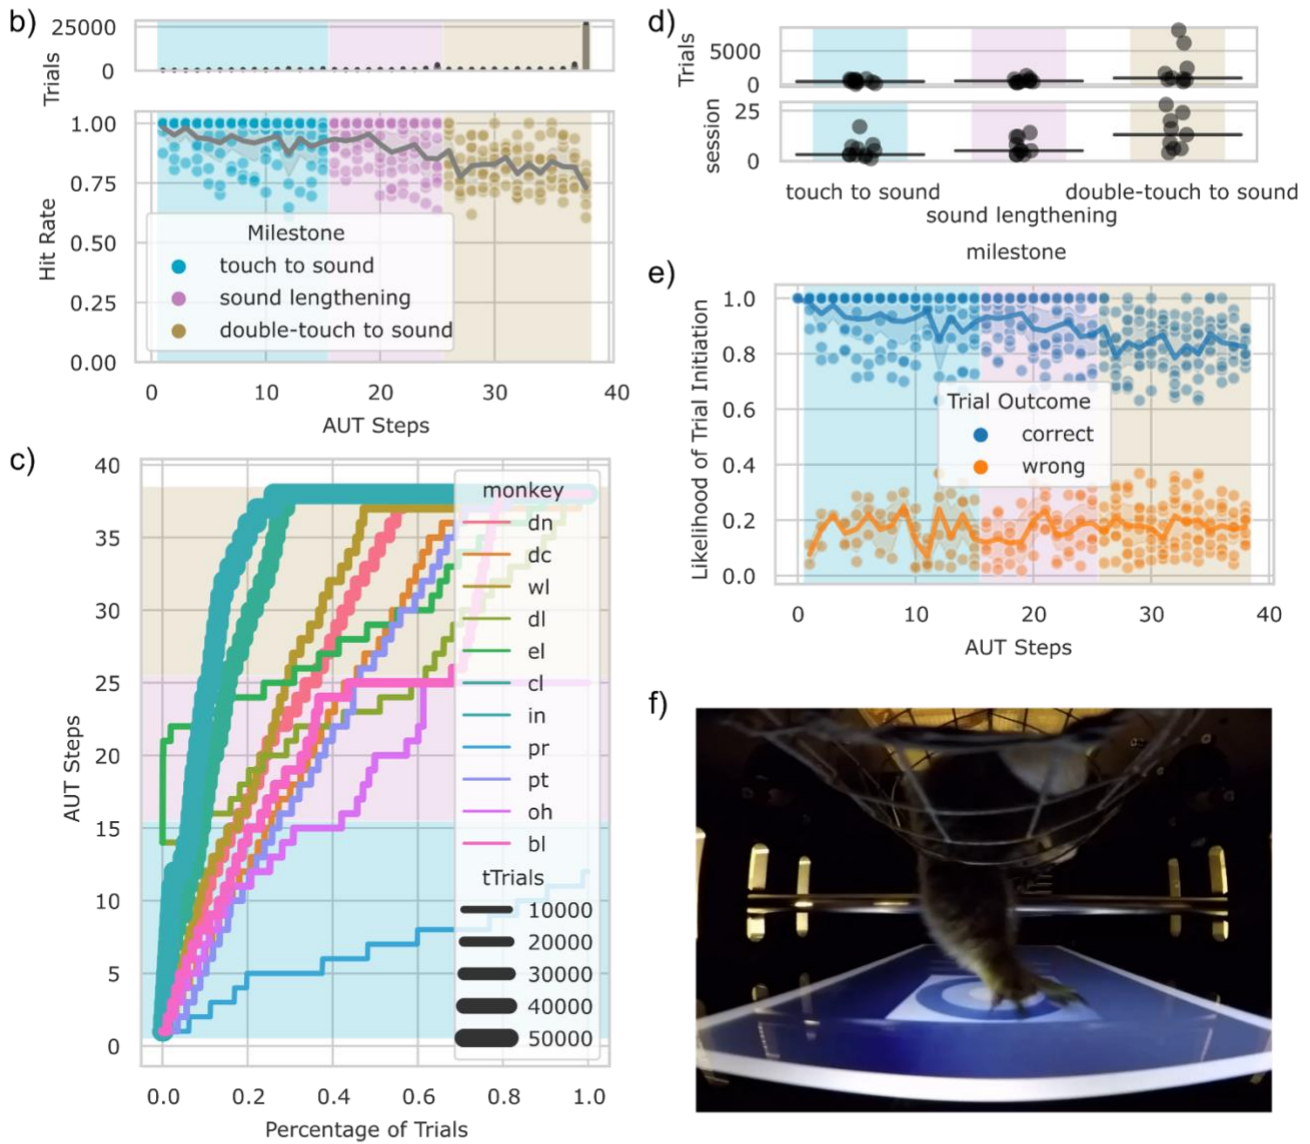 b)
25000
0
Trials
1.00
0.75
0.50
0.25
0.00
Hit Rate
Milestone
touch to sound
sound lengthening
double-touch to sound
0 10 20 30 40
AUT Steps
c)
40
35
30
25
20
15
10
5
0
AUT Steps
monkey
dn
dc
wl
dl
el
cl
in
pr
pt
oh
bl
tTrials
10000
20000
30000
40000
50000
0.0 0.2 0.4 0.6 0.8 1.0
Percentage of Trials
d)
5000
0
Trials
25
0
session
touch to sound double-touch to sound
sound lengthening
milestone
e)
1.0
0.8
0.6
0.4
0.2
0.0
Likelihood of Trial Initiation
Trial Outcome
correct
wrong
0 10 20 30 40
AUT Steps
f)